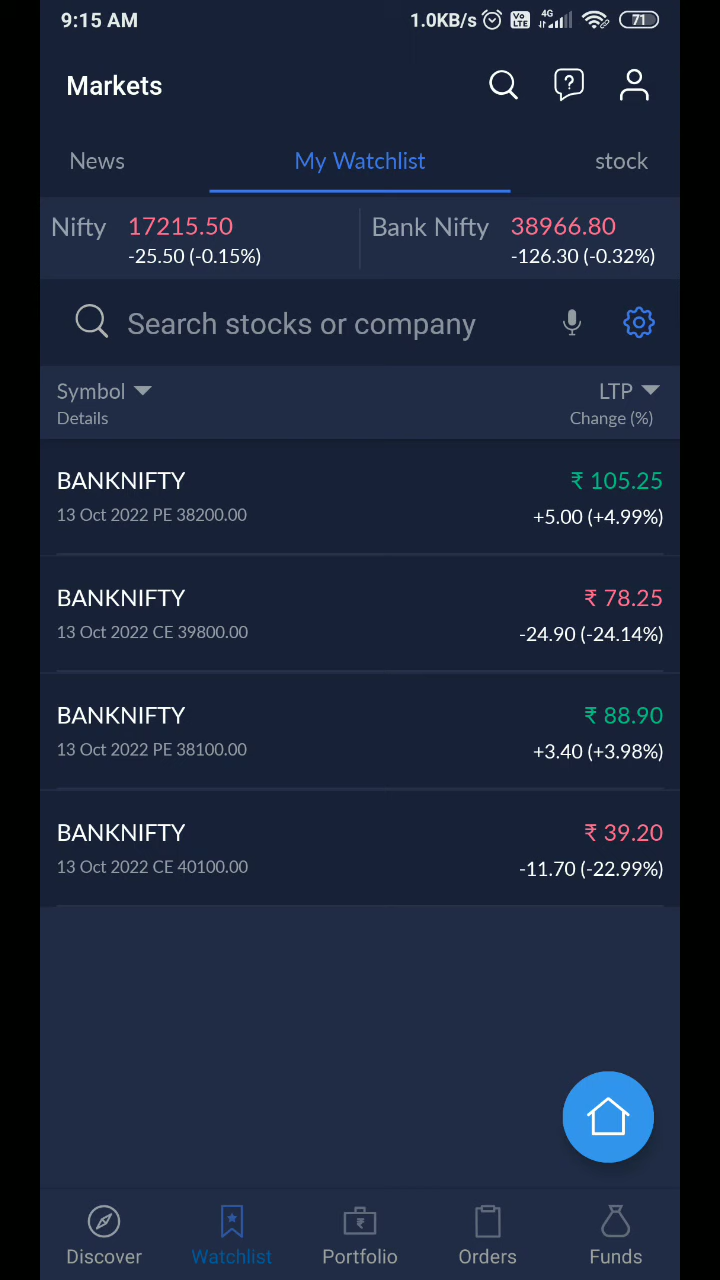 9:15 AM 1.0KB/s Vo LTE 4G 71
Markets
News My Watchlist stock
Nifty 17215.50 Bank Nifty 38966.80
-25.50 (-0.15%) -126.30 (-0.32%)
Search stocks or company
Symbol LTP
Details Change (%)
BANKNIFTY ₹ 105.25
13 Oct 2022 PE 38200.00 +5.00 (+4.99%)
BANKNIFTY ₹ 78.25
13 Oct 2022 CE 39800.00 -24.90 (-24.14%)
BANKNIFTY ₹ 88.90
13 Oct 2022 PE 38100.00 +3.40 (+3.98%)
BANKNIFTY ₹ 39.20
13 Oct 2022 CE 40100.00 -11.70 (-22.99%)
Discover Watchlist Portfolio Orders Funds